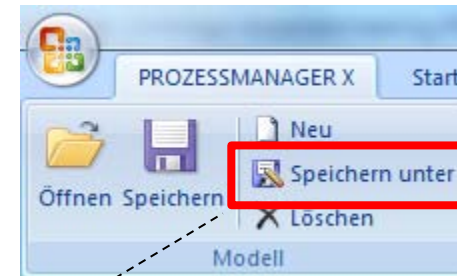 PROZESSMANAGER X Start
Neu
Speichern unter
Öffnen Speichern
Löschen
Modell